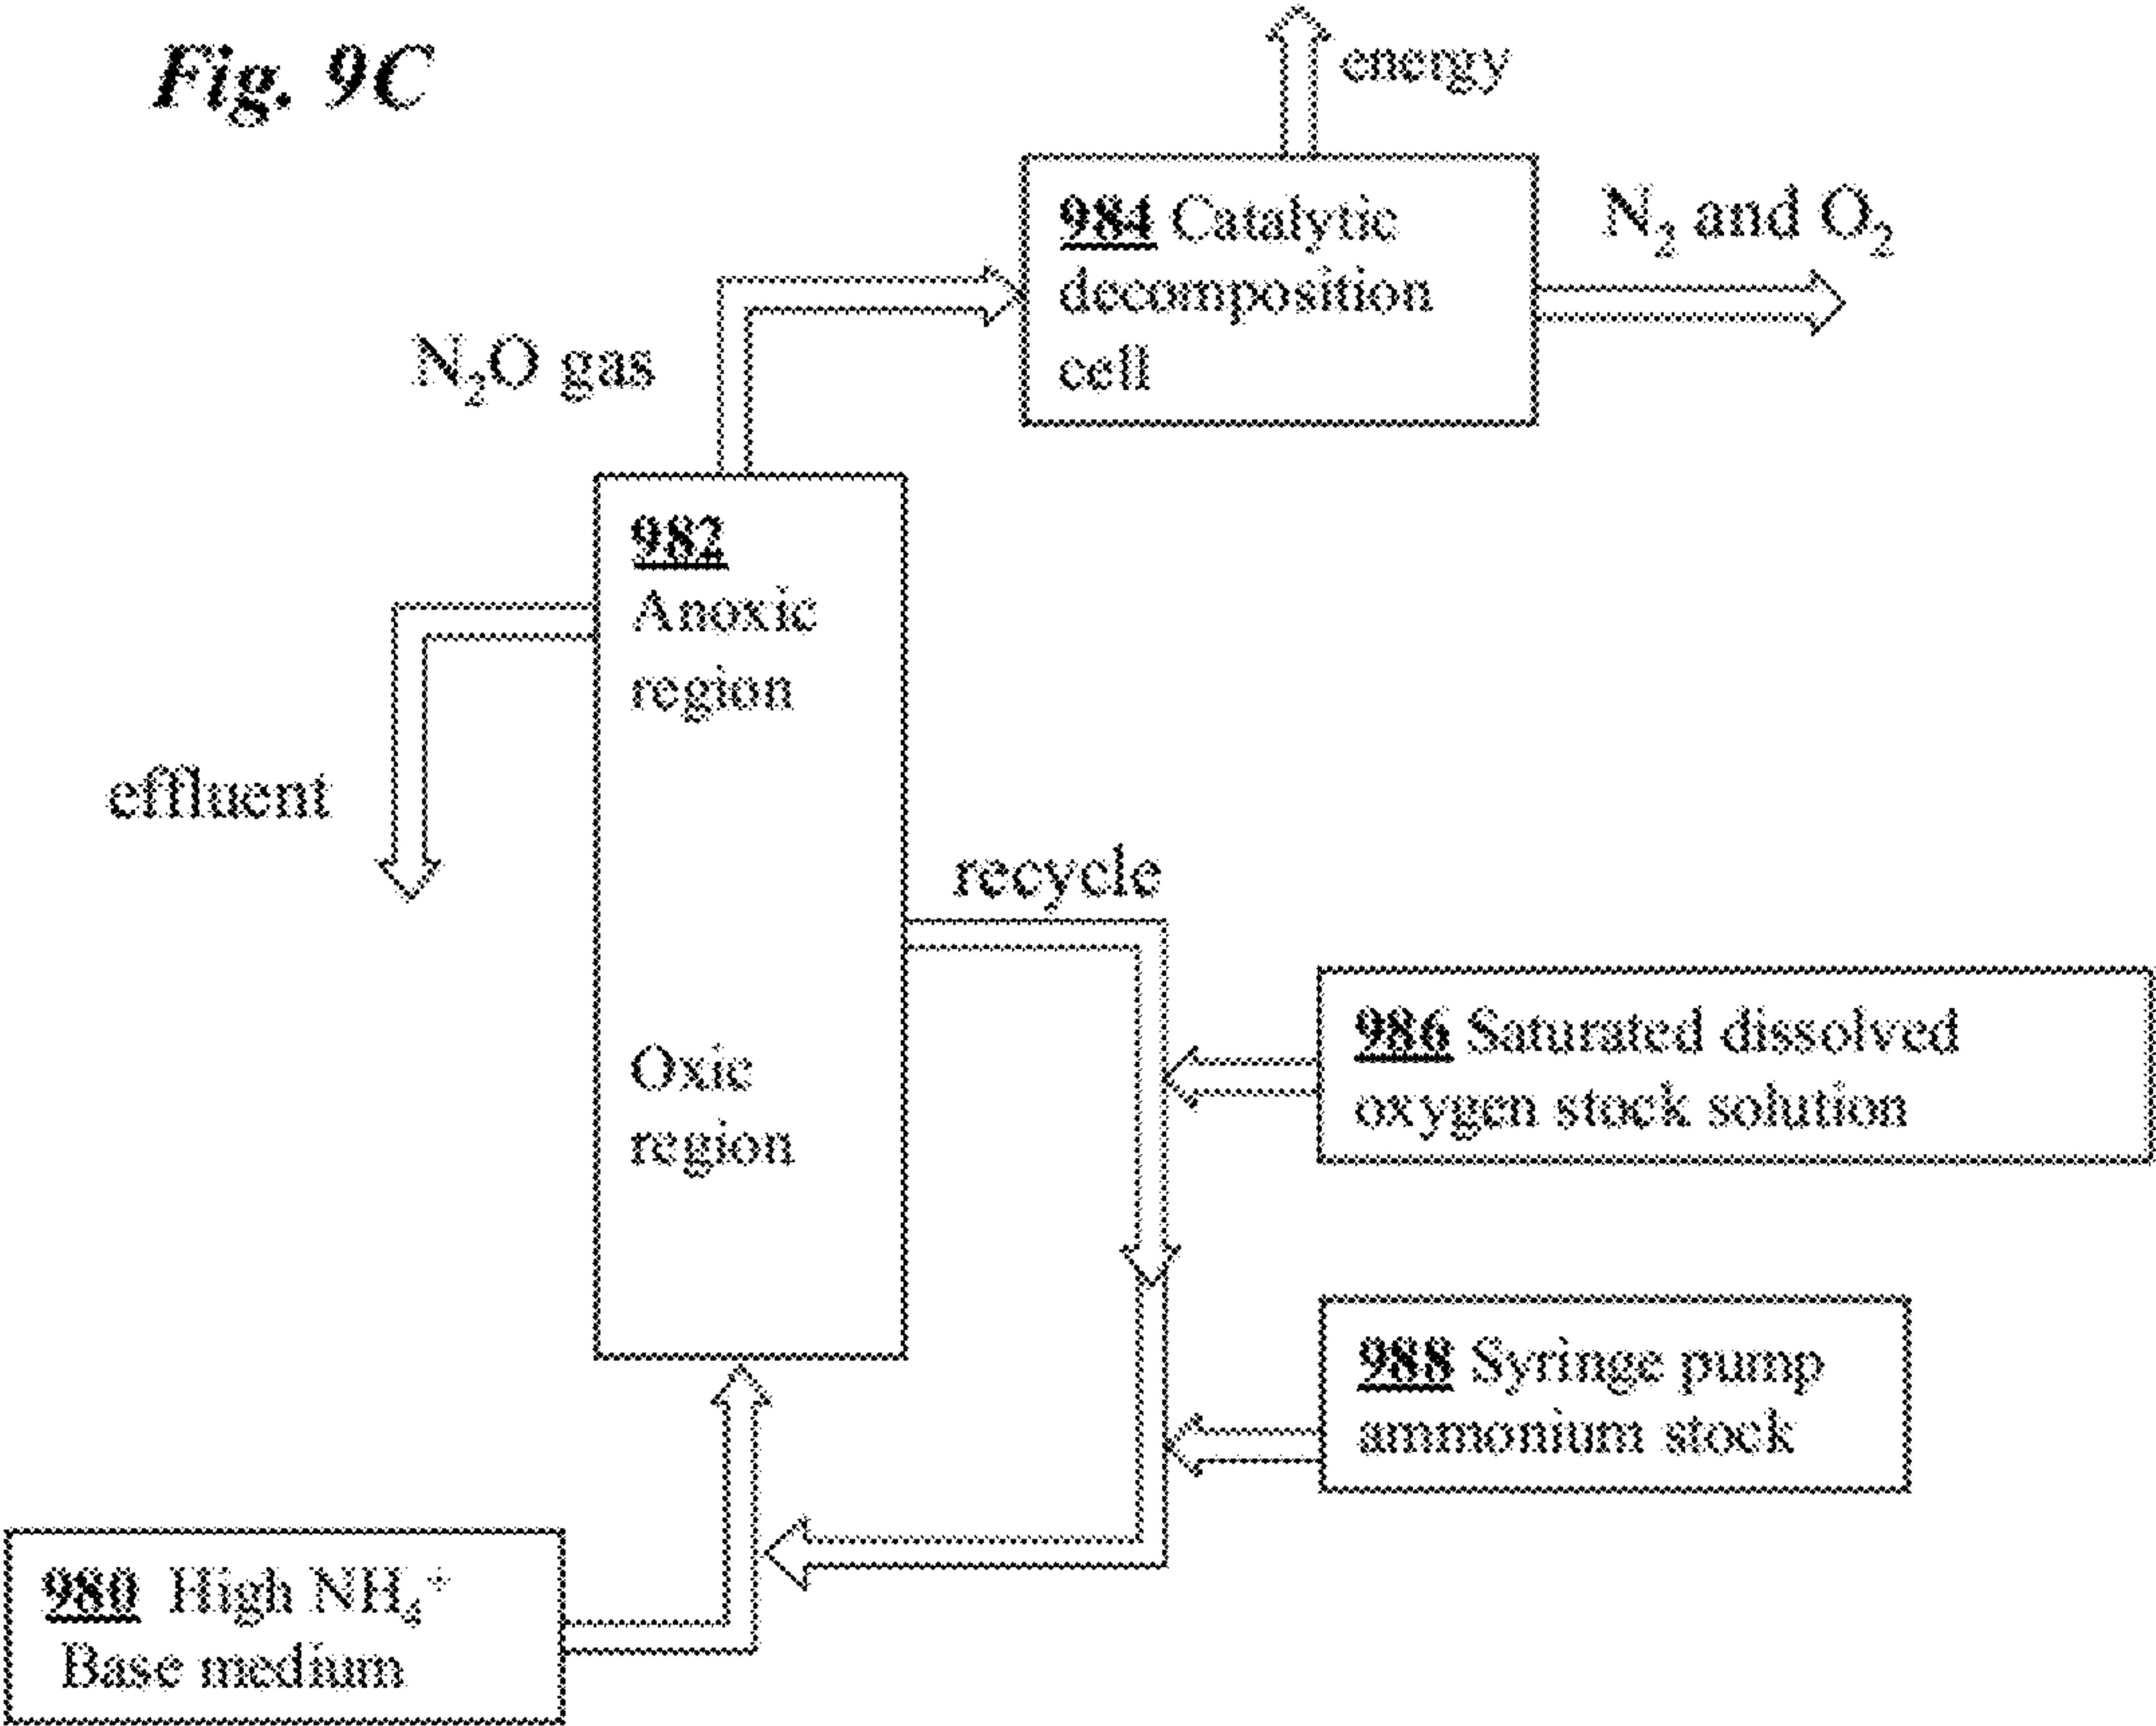 Fig. 9C
energy
984 Catalytic
decomposition
cell
N₂ and O₂
N₂O gas
982
Anoxic
region
effluent
recycle
Oxic
region
986 Saturated dissolved
oxygen stock solution
988 Syringe pump
ammonium stock
980 High NH₄⁺
Base medium